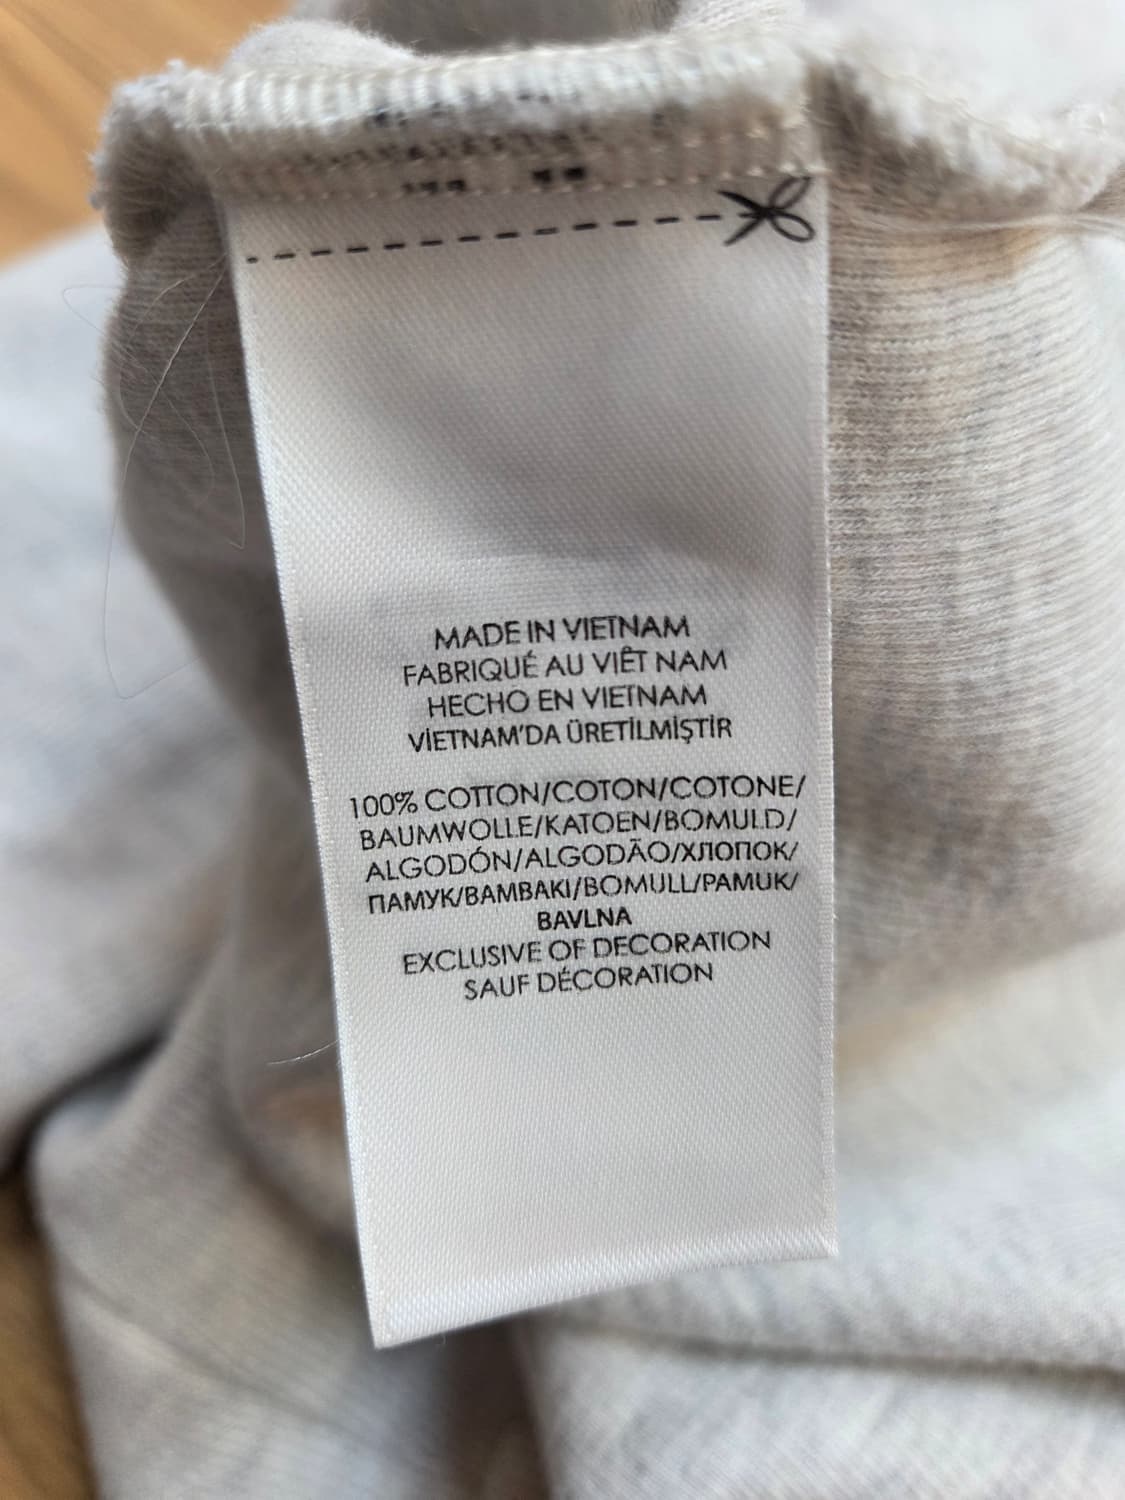 MADE IN VIETNAM
FABRIQUÉ AU VIÊT NAM
HECHO EN VIETNAM
VİETNAM'DA ÜRETİLMİŞTİR
100% COTTON/COTON/COTONE/
BAUMWOLLE/KATOEN/BOMULD/
ALGODÓN/ALGODÃO/ХЛОПОК/
ПАМУК/BAMBAKI/BOMULL/PAMUK/
BAVLNA
EXCLUSIVE OF DECORATION
SAUF DÉCORATION